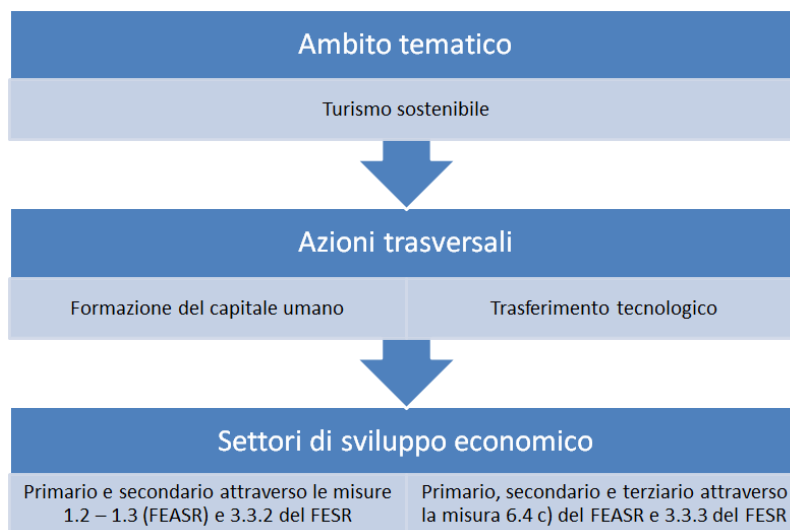 Ambito tematico
Turismo sostenibile
Azioni trasversali
Formazione del capitale umano
Trasferimento tecnologico
Settori di sviluppo economico
Primario e secondario attraverso le misure
1.2 – 1.3 (FEASR) e 3.3.2 del FESR
Primario, secondario e terziario attraverso
la misura 6.4 c) del FEASR e 3.3.3 del FESR